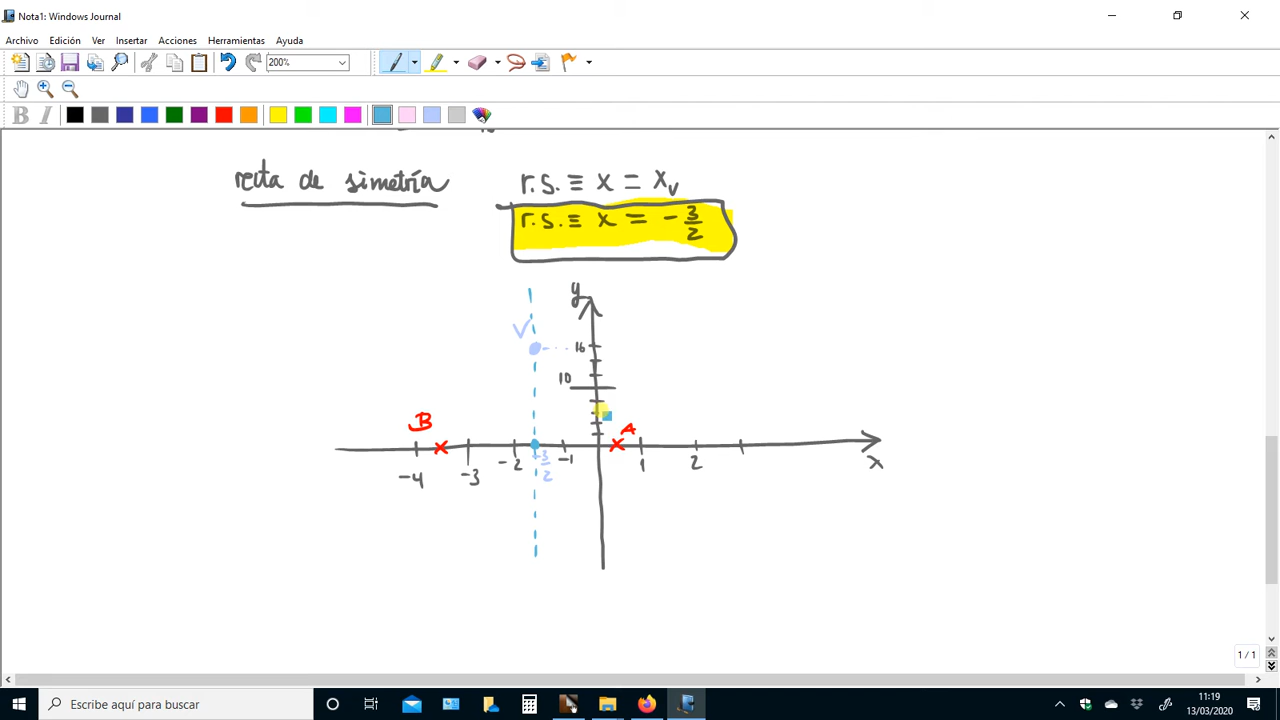 Nota1: Windows Journal
Archivo Edición Ver Insertar Acciones Herramientas Ayuda
200%
B I
recta de simetría r.s. ≡ x = xᵥ
r.s. ≡ x = - 3/2
y
V
16
10
B A
-4 -3 -2 -3/2 -1 1 2 x
1 / 1
Escribe aquí para buscar
11:19
13/03/2020